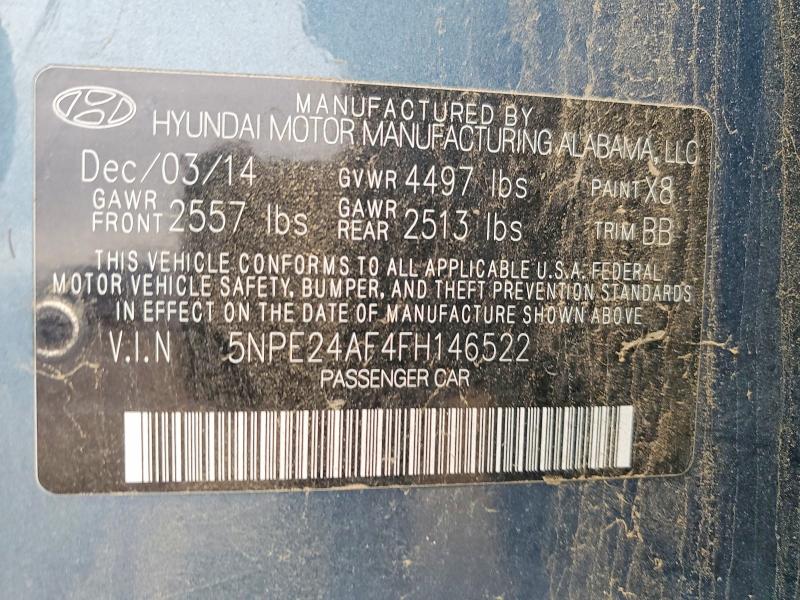 MANUFACTURED BY
HYUNDAI MOTOR MANUFACTURING ALABAMA, LLC
Dec/03/14 GVWR 4497 lbs PAINT X8
GAWR FRONT 2557 lbs GAWR REAR 2513 lbs TRIM BB
THIS VEHICLE CONFORMS TO ALL APPLICABLE U.S.A. FEDERAL
MOTOR VEHICLE SAFETY, BUMPER, AND THEFT PREVENTION STANDARDS
IN EFFECT ON THE DATE OF MANUFACTURE SHOWN ABOVE.
V.I.N 5NPE24AF4FH146522
PASSENGER CAR